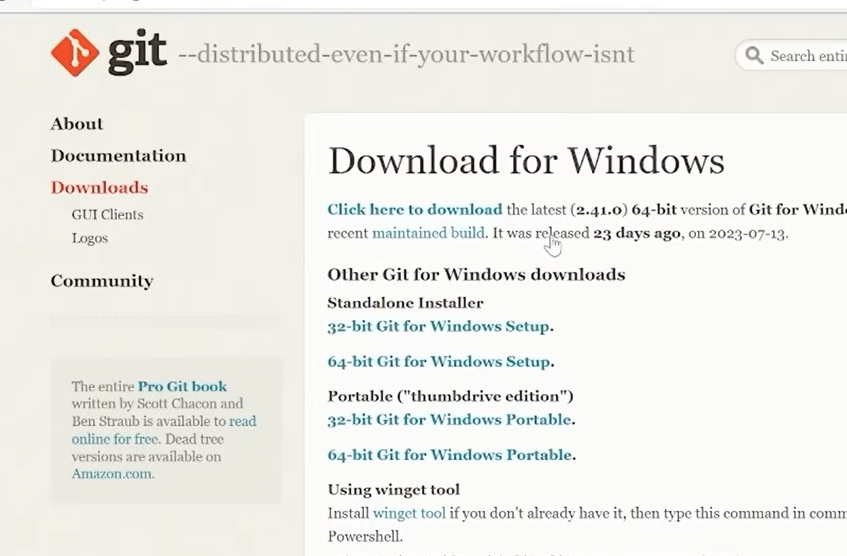 git --distributed-even-if-your-workflow-isnt
Search enti
About
Documentation
Downloads
GUI Clients
Logos
Community
The entire Pro Git book
written by Scott Chacon and
Ben Straub is available to read
online for free. Dead tree
versions are available on
Amazon.com.
Download for Windows
Click here to download the latest (2.41.0) 64-bit version of Git for Wind
recent maintained build. It was released 23 days ago, on 2023-07-13.
Other Git for Windows downloads
Standalone Installer
32-bit Git for Windows Setup.
64-bit Git for Windows Setup.
Portable ("thumbdrive edition")
32-bit Git for Windows Portable.
64-bit Git for Windows Portable.
Using winget tool
Install winget tool if you don't already have it, then type this command in comm
Powershell.